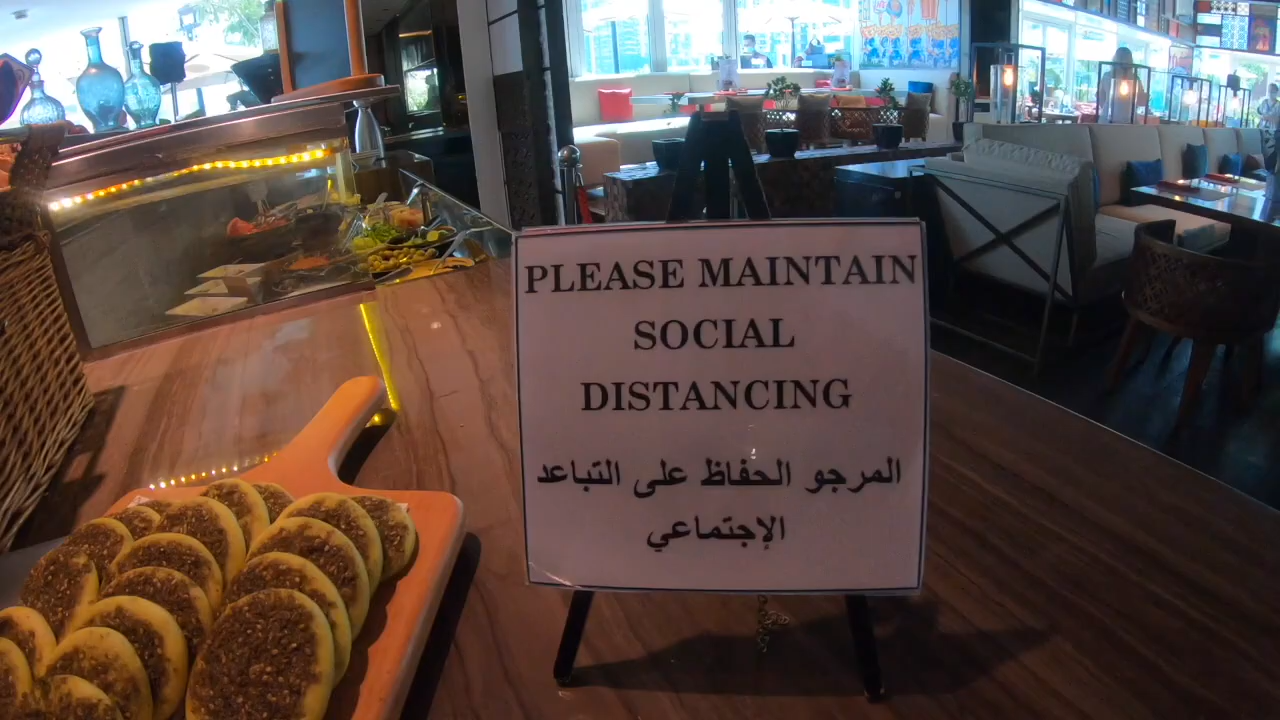 PLEASE MAINTAIN
SOCIAL
DISTANCING
المرجو الحفاظ على التباعد
الإجتماعي